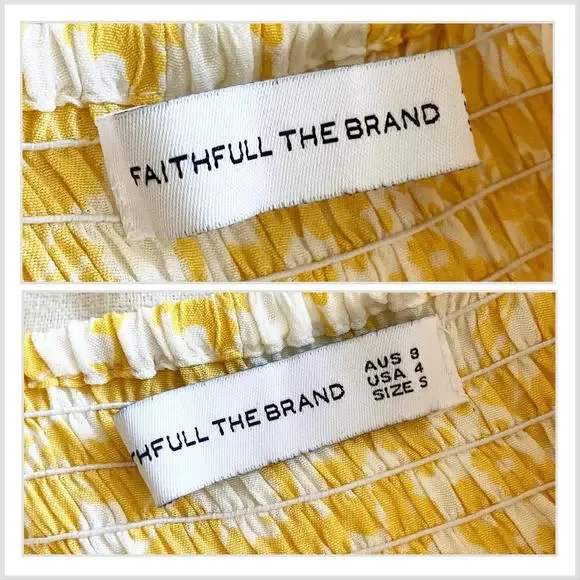 FAITHFULL THE BRAND
THFULL THE BRAND
AUS 8
USA 4
SIZE S